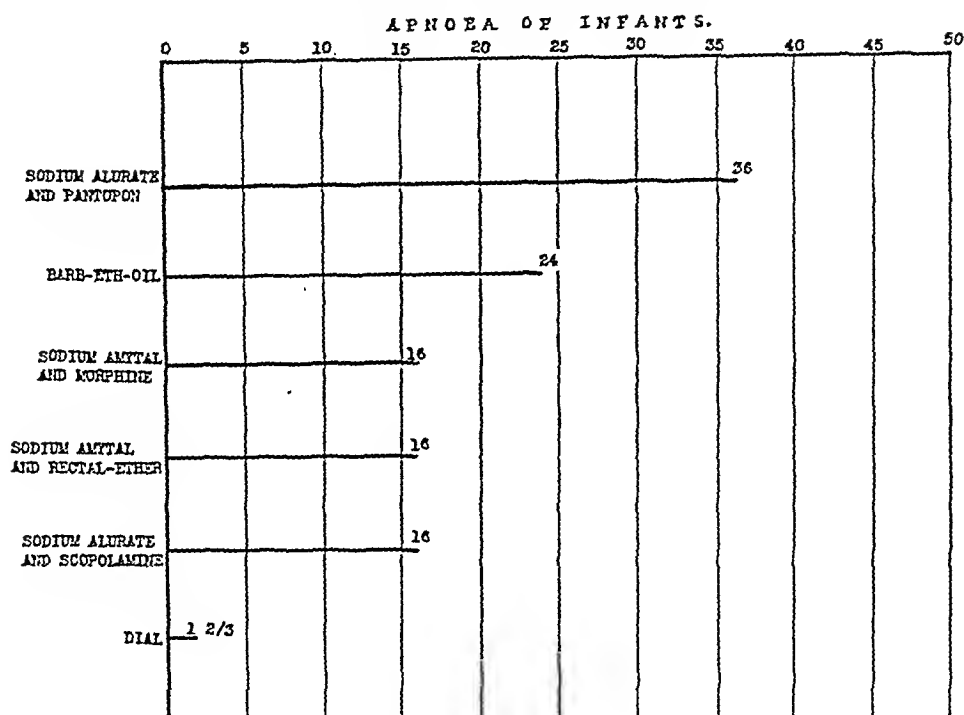 APNOEA OF INFANTS.
0 5 10 15 20 25 30 35 40 45 50
SODIUM ALURATE
AND PANTOPON
36
BARB-ETH-OIL
24
SODIUM AMYTAL
AND MORPHINE
16
SODIUM AMYTAL
AND RECTAL-ETHER
16
SODIUM ALURATE
AND SCOPOLAMINE
16
DIAL
1 2/3